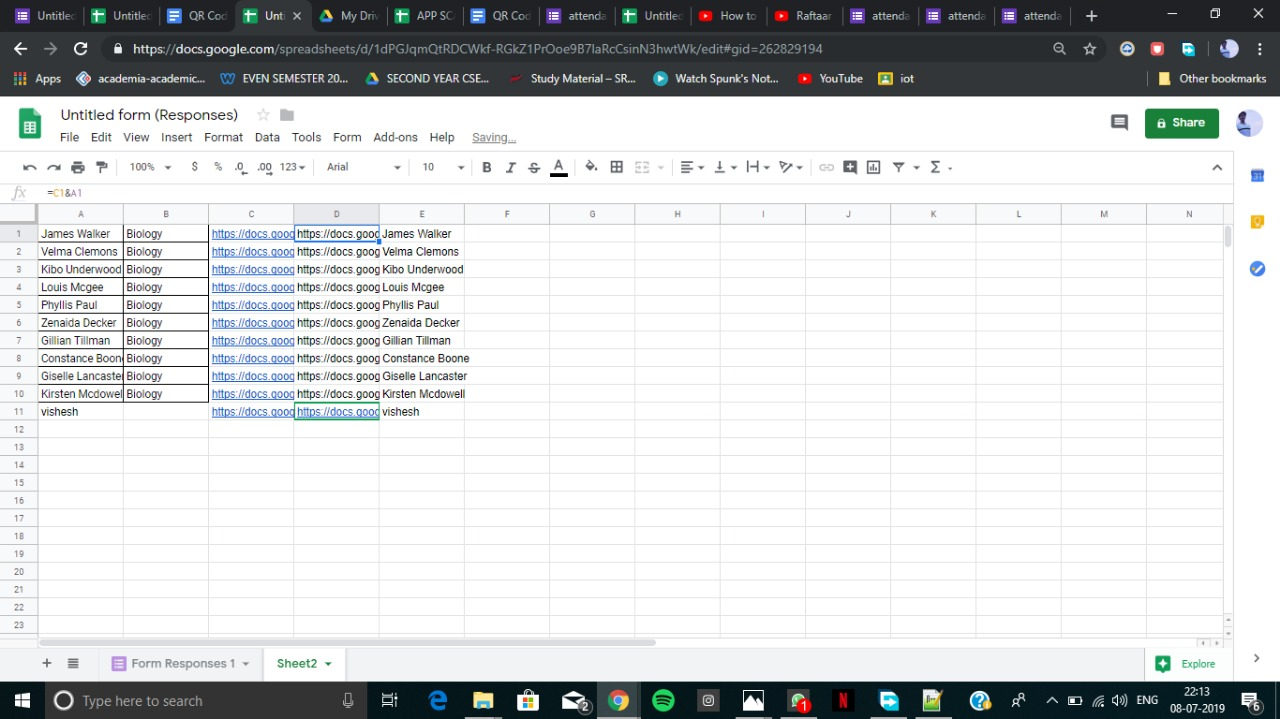 Untitled Untitled QR Cod Unti My Driv APP SC QR Cod attenda Untitled How to Raftaar attenda attenda attenda
https://docs.google.com/spreadsheets/d/1dPGJqmQtRDCWkf-RGkZ1PrOoe9B7laRcCsinN3hwtWk/edit#gid=262829194
Apps academia-academic... EVEN SEMESTER 20... SECOND YEAR CSE... Study Material – SR... Watch Spunk's Not... YouTube iot Other bookmarks
Untitled form (Responses)
Share
File Edit View Insert Format Data Tools Form Add-ons Help Saving...
100% $ % .0 .00 123 Arial 10 B I S A Σ
fx =C1&A1
A B C D E F G H I J K L M N
1 James Walker Biology https://docs.goog https://docs.goog James Walker
2 Velma Clemons Biology https://docs.goog https://docs.goog Velma Clemons
3 Kibo Underwood Biology https://docs.goog https://docs.goog Kibo Underwood
4 Louis Mcgee Biology https://docs.goog https://docs.goog Louis Mcgee
5 Phyllis Paul Biology https://docs.goog https://docs.goog Phyllis Paul
6 Zenaida Decker Biology https://docs.goog https://docs.goog Zenaida Decker
7 Gillian Tillman Biology https://docs.goog https://docs.goog Gillian Tillman
8 Constance Boon Biology https://docs.goog https://docs.goog Constance Boone
9 Giselle Lancaster Biology https://docs.goog https://docs.goog Giselle Lancaster
10 Kirsten Mcdowel Biology https://docs.goog https://docs.goog Kirsten Mcdowell
11 vishesh https://docs.goog https://docs.goog vishesh
12
13
14
15
16
17
18
19
20
21
22
23
Form Responses 1 Sheet2 Explore
Type here to search 2 1 ENG 22:13
08-07-2019 6